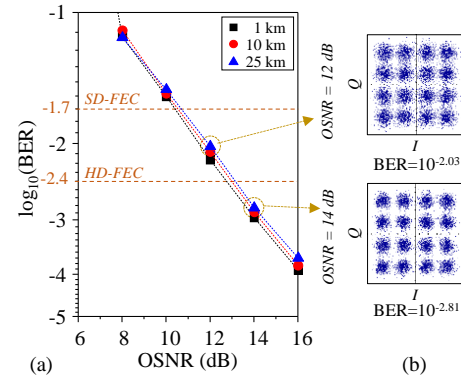 -1
1 km
10 km
25 km
SD-FEC
-1.7
-2
HD-FEC
-2.4
-3
-4
-5
log10(BER)
6 8 10 12 14 16
OSNR (dB)
(a)
OSNR = 12 dB
Q
I
BER=10^-2.03
OSNR = 14 dB
Q
I
BER=10^-2.81
(b)